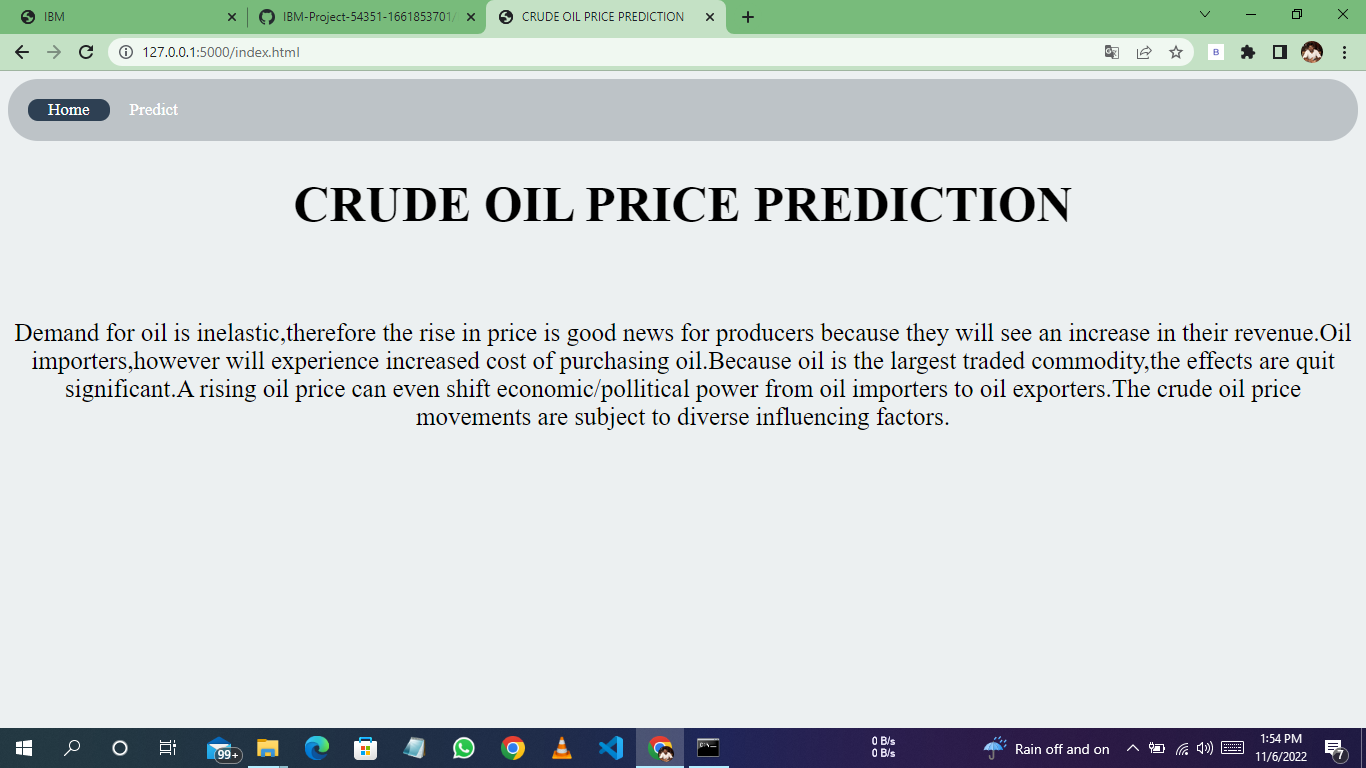 IBM
IBM-Project-54351-1661853701/
CRUDE OIL PRICE PREDICTION
127.0.0.1:5000/index.html
B
Home Predict
CRUDE OIL PRICE PREDICTION
Demand for oil is inelastic,therefore the rise in price is good news for producers because they will see an increase in their revenue.Oil
importers,however will experience increased cost of purchasing oil.Because oil is the largest traded commodity,the effects are quit
significant.A rising oil price can even shift economic/pollitical power from oil importers to oil exporters.The crude oil price
movements are subject to diverse influencing factors.
99+
0 B/s
0 B/s
Rain off and on
1:54 PM
11/6/2022
7